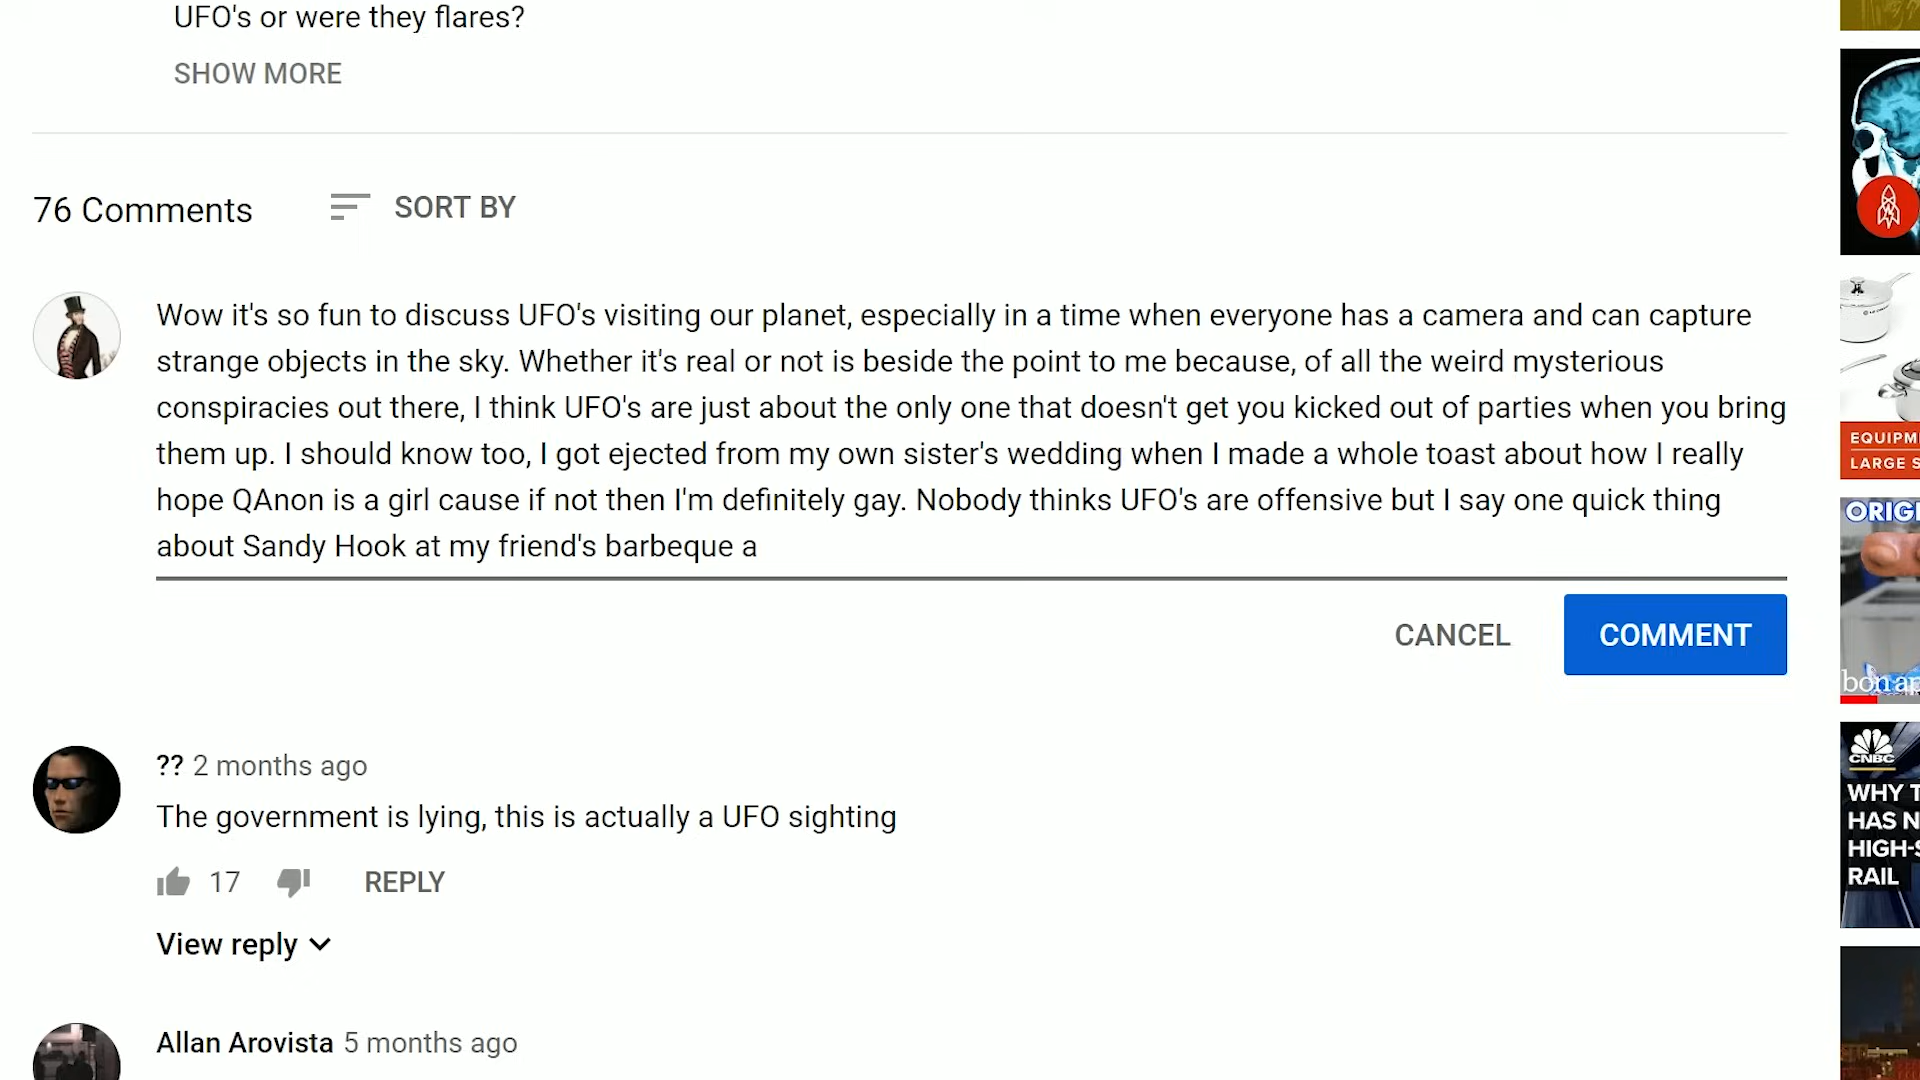 UFO's or were they flares?
SHOW MORE
76 Comments
SORT BY
Wow it's so fun to discuss UFO's visiting our planet, especially in a time when everyone has a camera and can capture
strange objects in the sky. Whether it's real or not is beside the point to me because, of all the weird mysterious
conspiracies out there, I think UFO's are just about the only one that doesn't get you kicked out of parties when you bring
them up. I should know too, I got ejected from my own sister's wedding when I made a whole toast about how I really
hope QAnon is a girl cause if not then I'm definitely gay. Nobody thinks UFO's are offensive but I say one quick thing
about Sandy Hook at my friend's barbeque a
CANCEL
COMMENT
?? 2 months ago
The government is lying, this is actually a UFO sighting
17
REPLY
View reply
Allan Arovista 5 months ago
EQUIPM
LARGE S
ORIGI
bon ap
CNBC
WHY T
HAS N
HIGH-S
RAIL